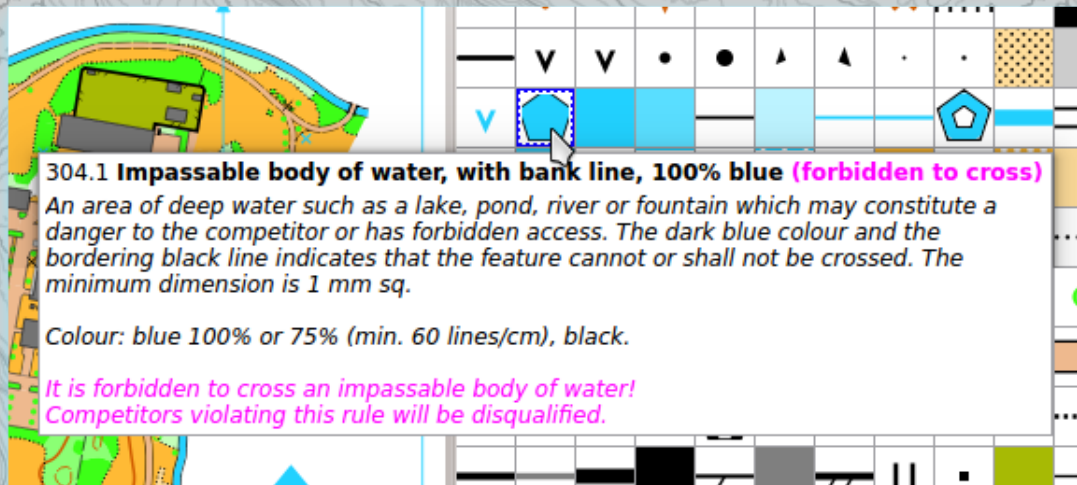 304.1 Impassable body of water, with bank line, 100% blue (forbidden to cross)
An area of deep water such as a lake, pond, river or fountain which may constitute a
danger to the competitor or has forbidden access. The dark blue colour and the
bordering black line indicates that the feature cannot or shall not be crossed. The
minimum dimension is 1 mm sq.
Colour: blue 100% or 75% (min. 60 lines/cm), black.
It is forbidden to cross an impassable body of water!
Competitors violating this rule will be disqualified.